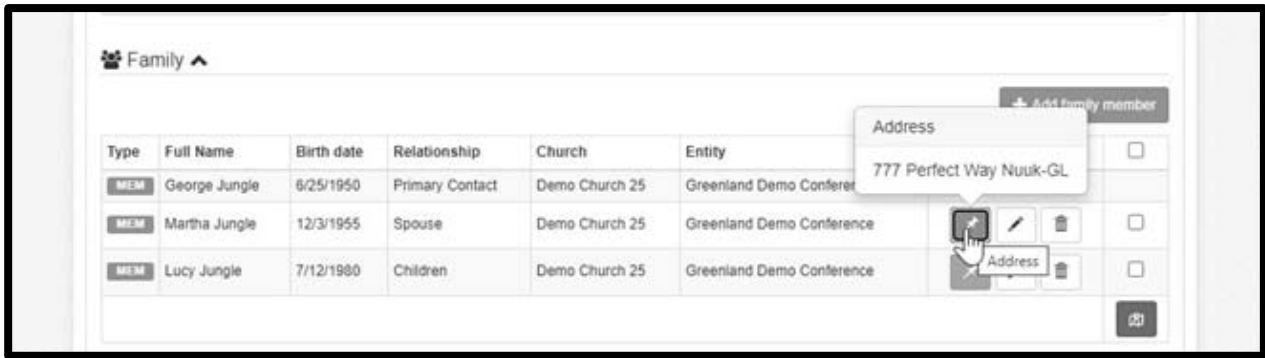 Family
Add family member
Address
777 Perfect Way Nuuk-GL
Type Full Name Birth date Relationship Church Entity
MEM George Jungle 6/25/1950 Primary Contact Demo Church 25 Greenland Demo Conferen
MEM Martha Jungle 12/3/1955 Spouse Demo Church 25 Greenland Demo Conference
Address
MEM Lucy Jungle 7/12/1980 Children Demo Church 25 Greenland Demo Conference